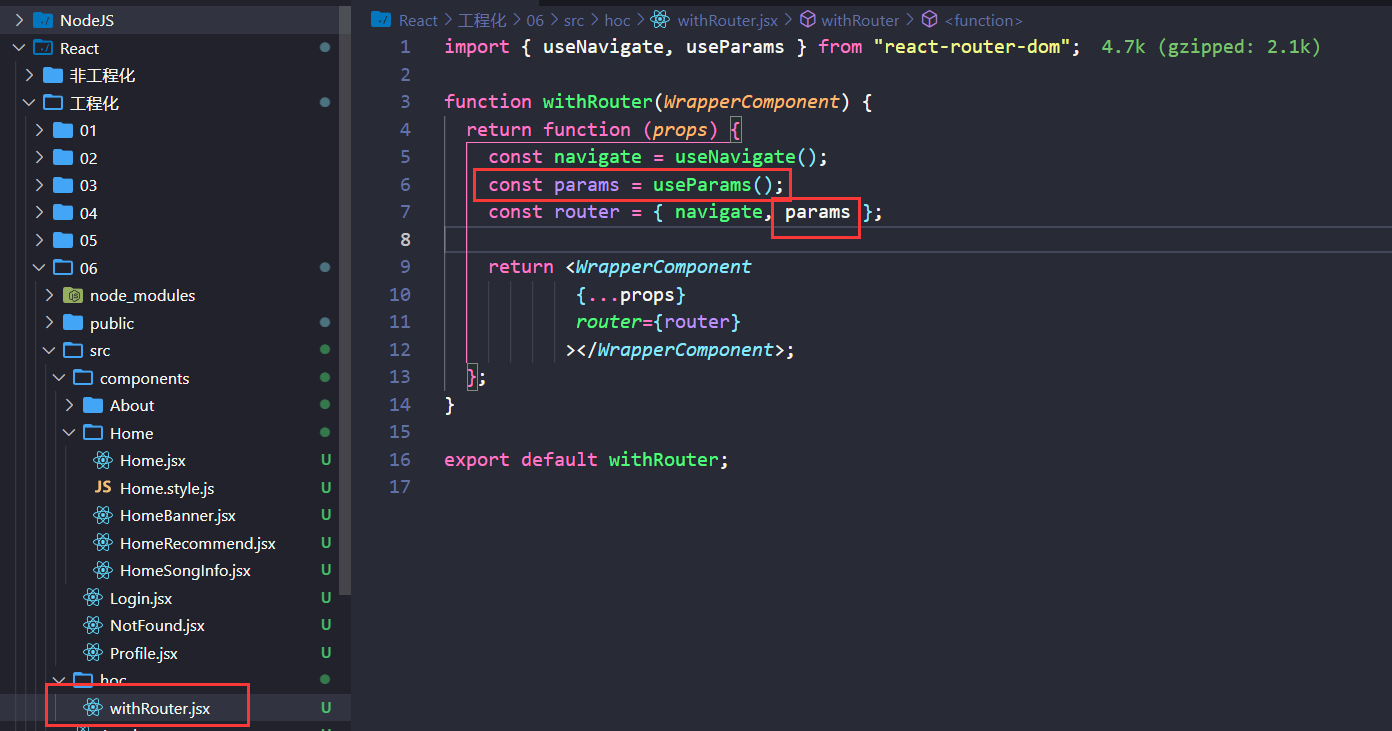 NodeJS
React
非工程化
工程化
01
02
03
04
05
06
node_modules
public
src
components
About
Home
Home.jsx U
JS Home.style.js U
HomeBanner.jsx U
HomeRecommend.jsx U
HomeSongInfo.jsx U
Login.jsx U
NotFound.jsx U
Profile.jsx U
hoc
withRouter.jsx U
React > 工程化 > 06 > src > hoc > withRouter.jsx > withRouter > <function>
1 import { useNavigate, useParams } from "react-router-dom"; 4.7k (gzipped: 2.1k)
2
3 function withRouter(WrapperComponent) {
4 return function (props) {
5 const navigate = useNavigate();
6 const params = useParams();
7 const router = { navigate, params };
8
9 return <WrapperComponent
10 {...props}
11 router={router}
12 ></WrapperComponent>;
13 };
14 }
15
16 export default withRouter;
17